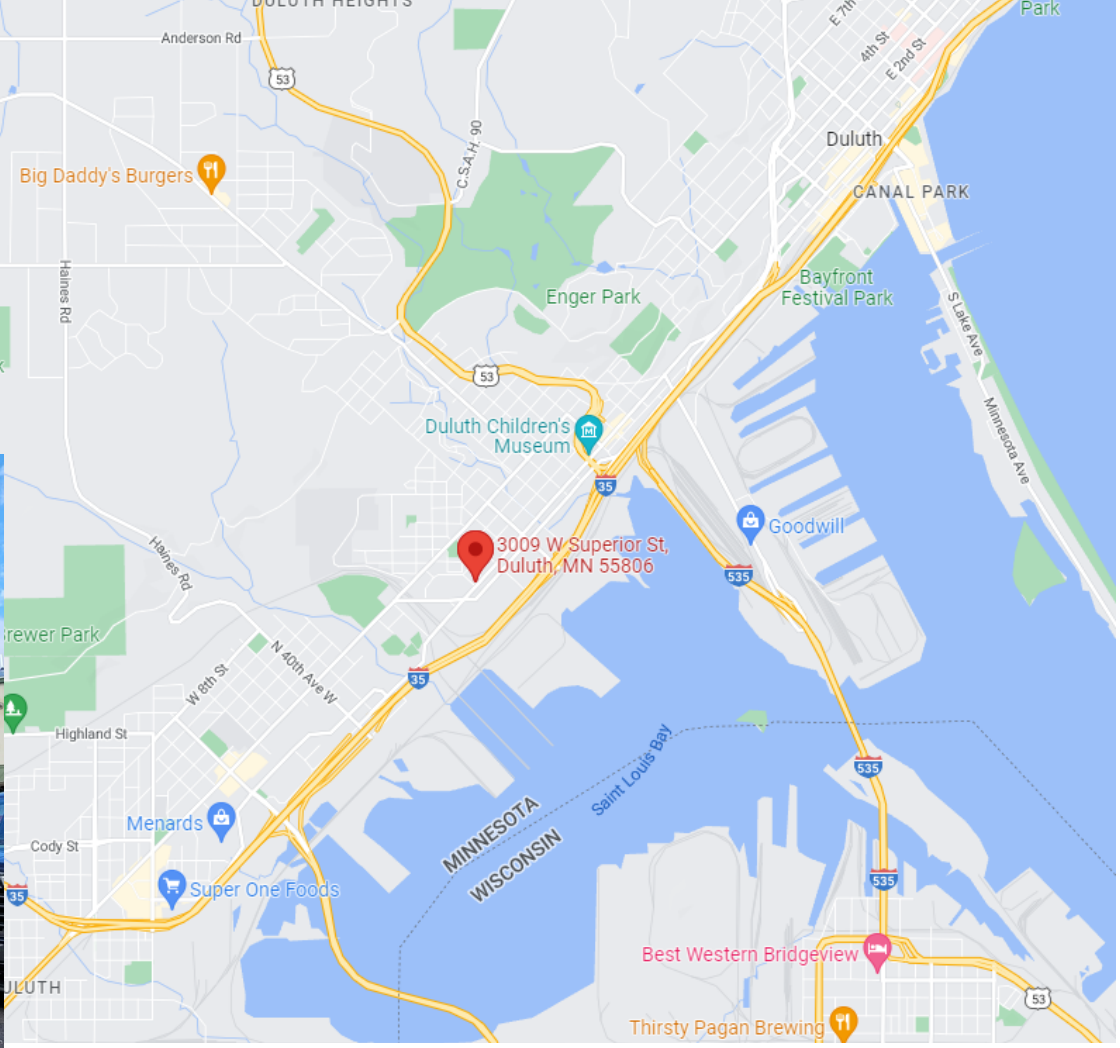 DULUTH HEIGHTS
Park
Anderson Rd
E 7th
4th St
E 2nd St
53
C.S.A.H. 90
Duluth
Big Daddy's Burgers
CANAL PARK
Haines Rd
Bayfront
Festival Park
Enger Park
S Lake Ave
53
Minnesota Ave
Duluth Children's
Museum
35
Goodwill
3009 W Superior St,
Duluth, MN 55806
535
Haines Rd
Brewer Park
N 40th Ave W
35
W 8th St
Highland St
Saint Louis Bay
535
MINNESOTA
WISCONSIN
Menards
Cody St
535
35
Super One Foods
Best Western Bridgeview
ULUTH
53
Thirsty Pagan Brewing